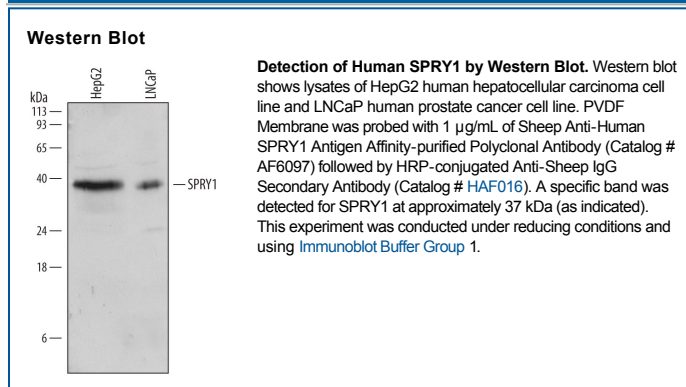 Western Blot
HepG2
LNCaP
kDa
113
93
65
40
24
18
6
SPRY1
Detection of Human SPRY1 by Western Blot. Western blot
shows lysates of HepG2 human hepatocellular carcinoma cell
line and LNCaP human prostate cancer cell line. PVDF
Membrane was probed with 1 µg/mL of Sheep Anti-Human
SPRY1 Antigen Affinity-purified Polyclonal Antibody (Catalog #
AF6097) followed by HRP-conjugated Anti-Sheep IgG
Secondary Antibody (Catalog # HAF016). A specific band was
detected for SPRY1 at approximately 37 kDa (as indicated).
This experiment was conducted under reducing conditions and
using Immunoblot Buffer Group 1.